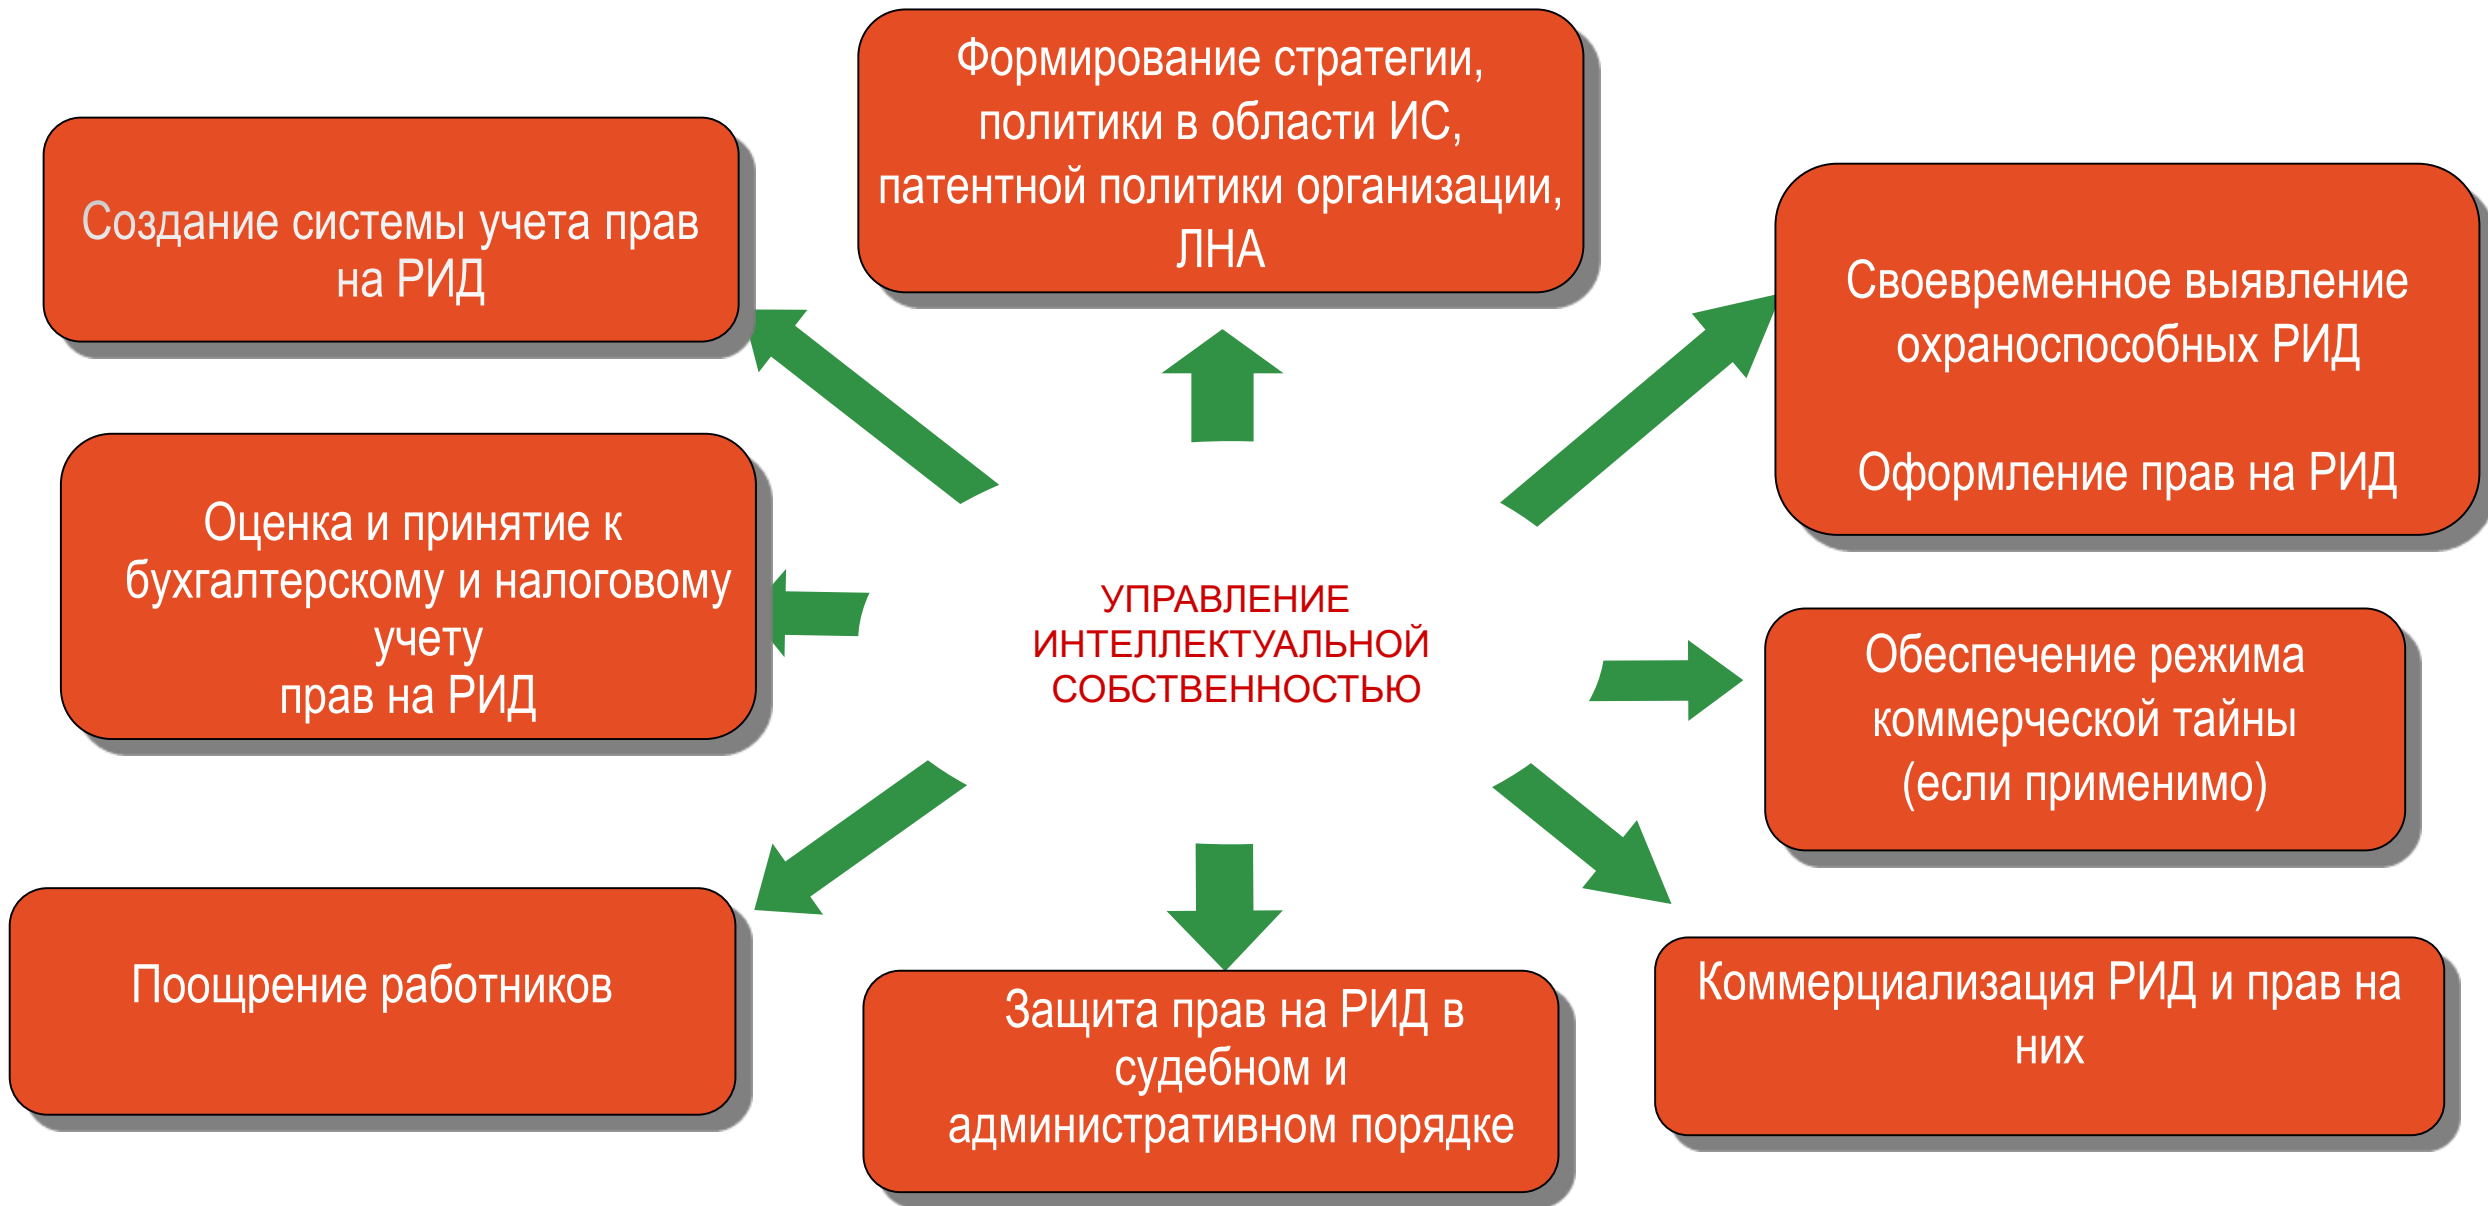 Формирование стратегии,
политики в области ИС,
патентной политики организации,
ЛНА
Создание системы учета прав
на РИД
Своевременное выявление
охраноспособных РИД
Оформление прав на РИД
Оценка и принятие к
бухгалтерскому и налоговому
учету
прав на РИД
УПРАВЛЕНИЕ
ИНТЕЛЛЕКТУАЛЬНОЙ
СОБСТВЕННОСТЬЮ
Обеспечение режима
коммерческой тайны
(если применимо)
Поощрение работников
Защита прав на РИД в
судебном и
административном порядке
Коммерциализация РИД и прав на
них